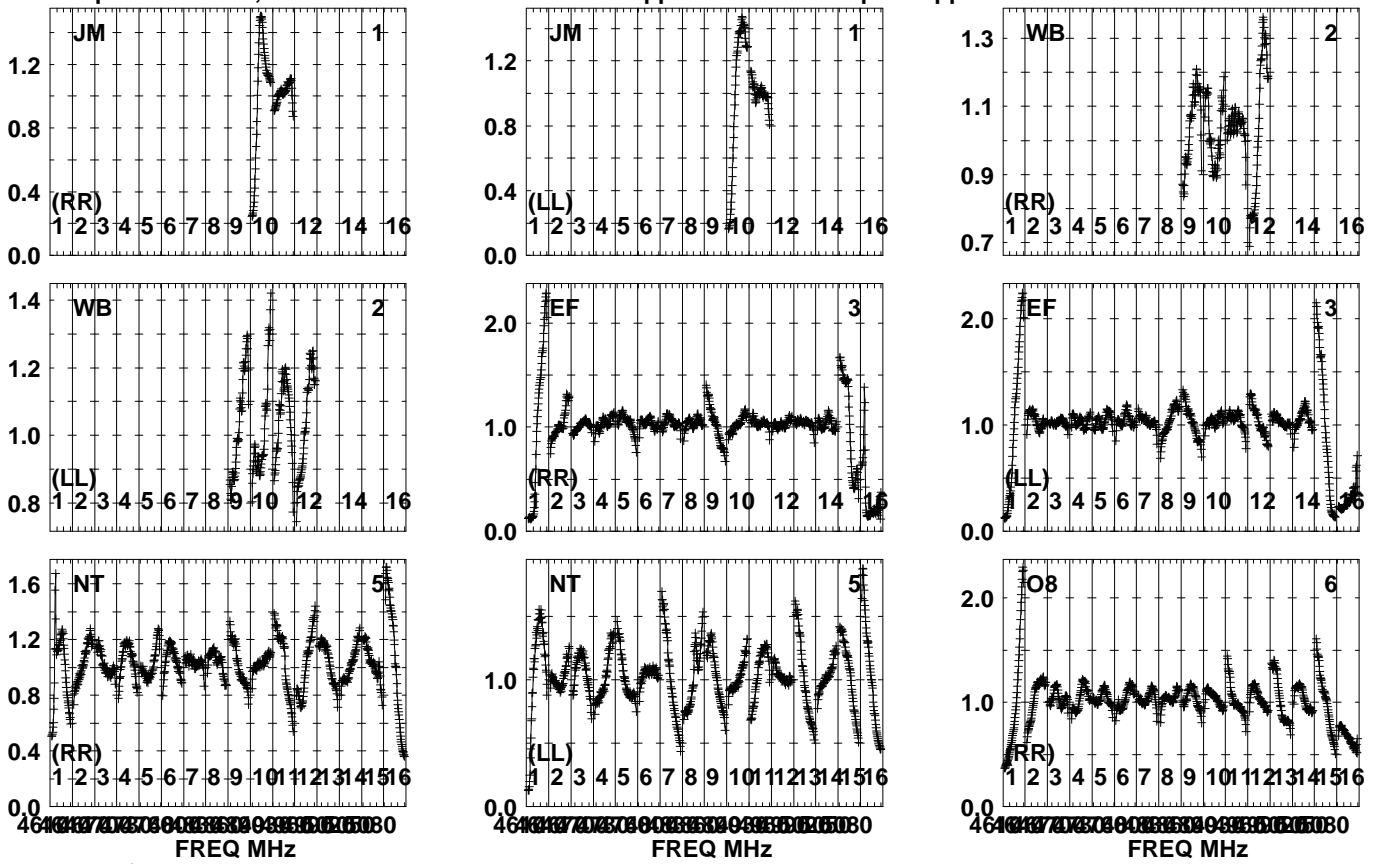 JM 1
1.2
0.8
0.4
0.0
(RR)
1 2 3 4 5 6 7 8 9 10 12 14 16
JM 1
1.2
0.8
0.4
0.0
(LL)
1 2 3 4 5 6 7 8 9 10 12 14 16
WB 2
1.3
1.1
0.9
0.7
(RR)
1 2 3 4 5 6 7 8 9 10 12 14 16
WB 2
1.4
1.2
1.0
0.8
(LL)
1 2 3 4 5 6 7 8 9 10 12 14 16
EF 3
2.0
1.0
0.0
(RR)
1 2 3 4 5 6 7 8 9 10 12 14 16
EF 3
2.0
1.0
0.0
(LL)
1 2 3 4 5 6 7 8 9 10 12 14 16
NT 5
1.6
1.2
0.8
0.4
0.0
(RR)
1 2 3 4 5 6 7 8 9 10 11 12 13 14 15 16
FREQ MHz
NT 5
1.0
0.0
(LL)
1 2 3 4 5 6 7 8 9 10 11 12 13 14 15 16
FREQ MHz
O8 6
2.0
1.0
0.0
(RR)
1 2 3 4 5 6 7 8 9 10 11 12 13 14 15 16
FREQ MHz